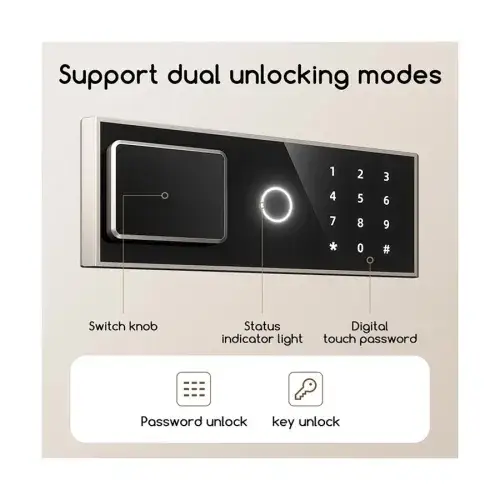 Support dual unlocking modes
1 2 3
4 5 6
7 8 9
* 0 #
Switch knob
Status
indicator light
Digital
touch password
Password unlock
key unlock